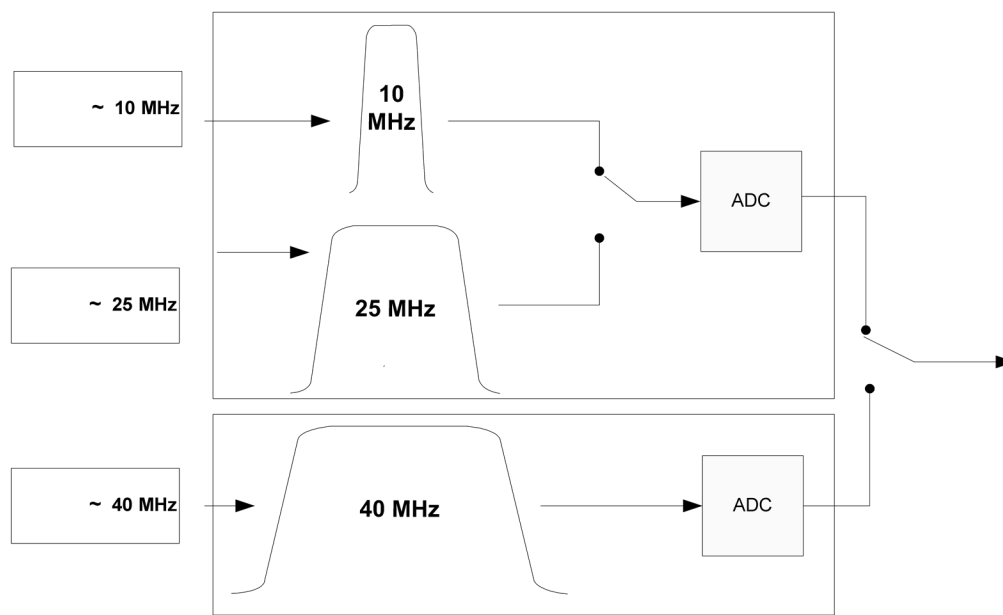 ~ 10 MHz
10
MHz
ADC
~ 25 MHz
25 MHz
~ 40 MHz
40 MHz
ADC